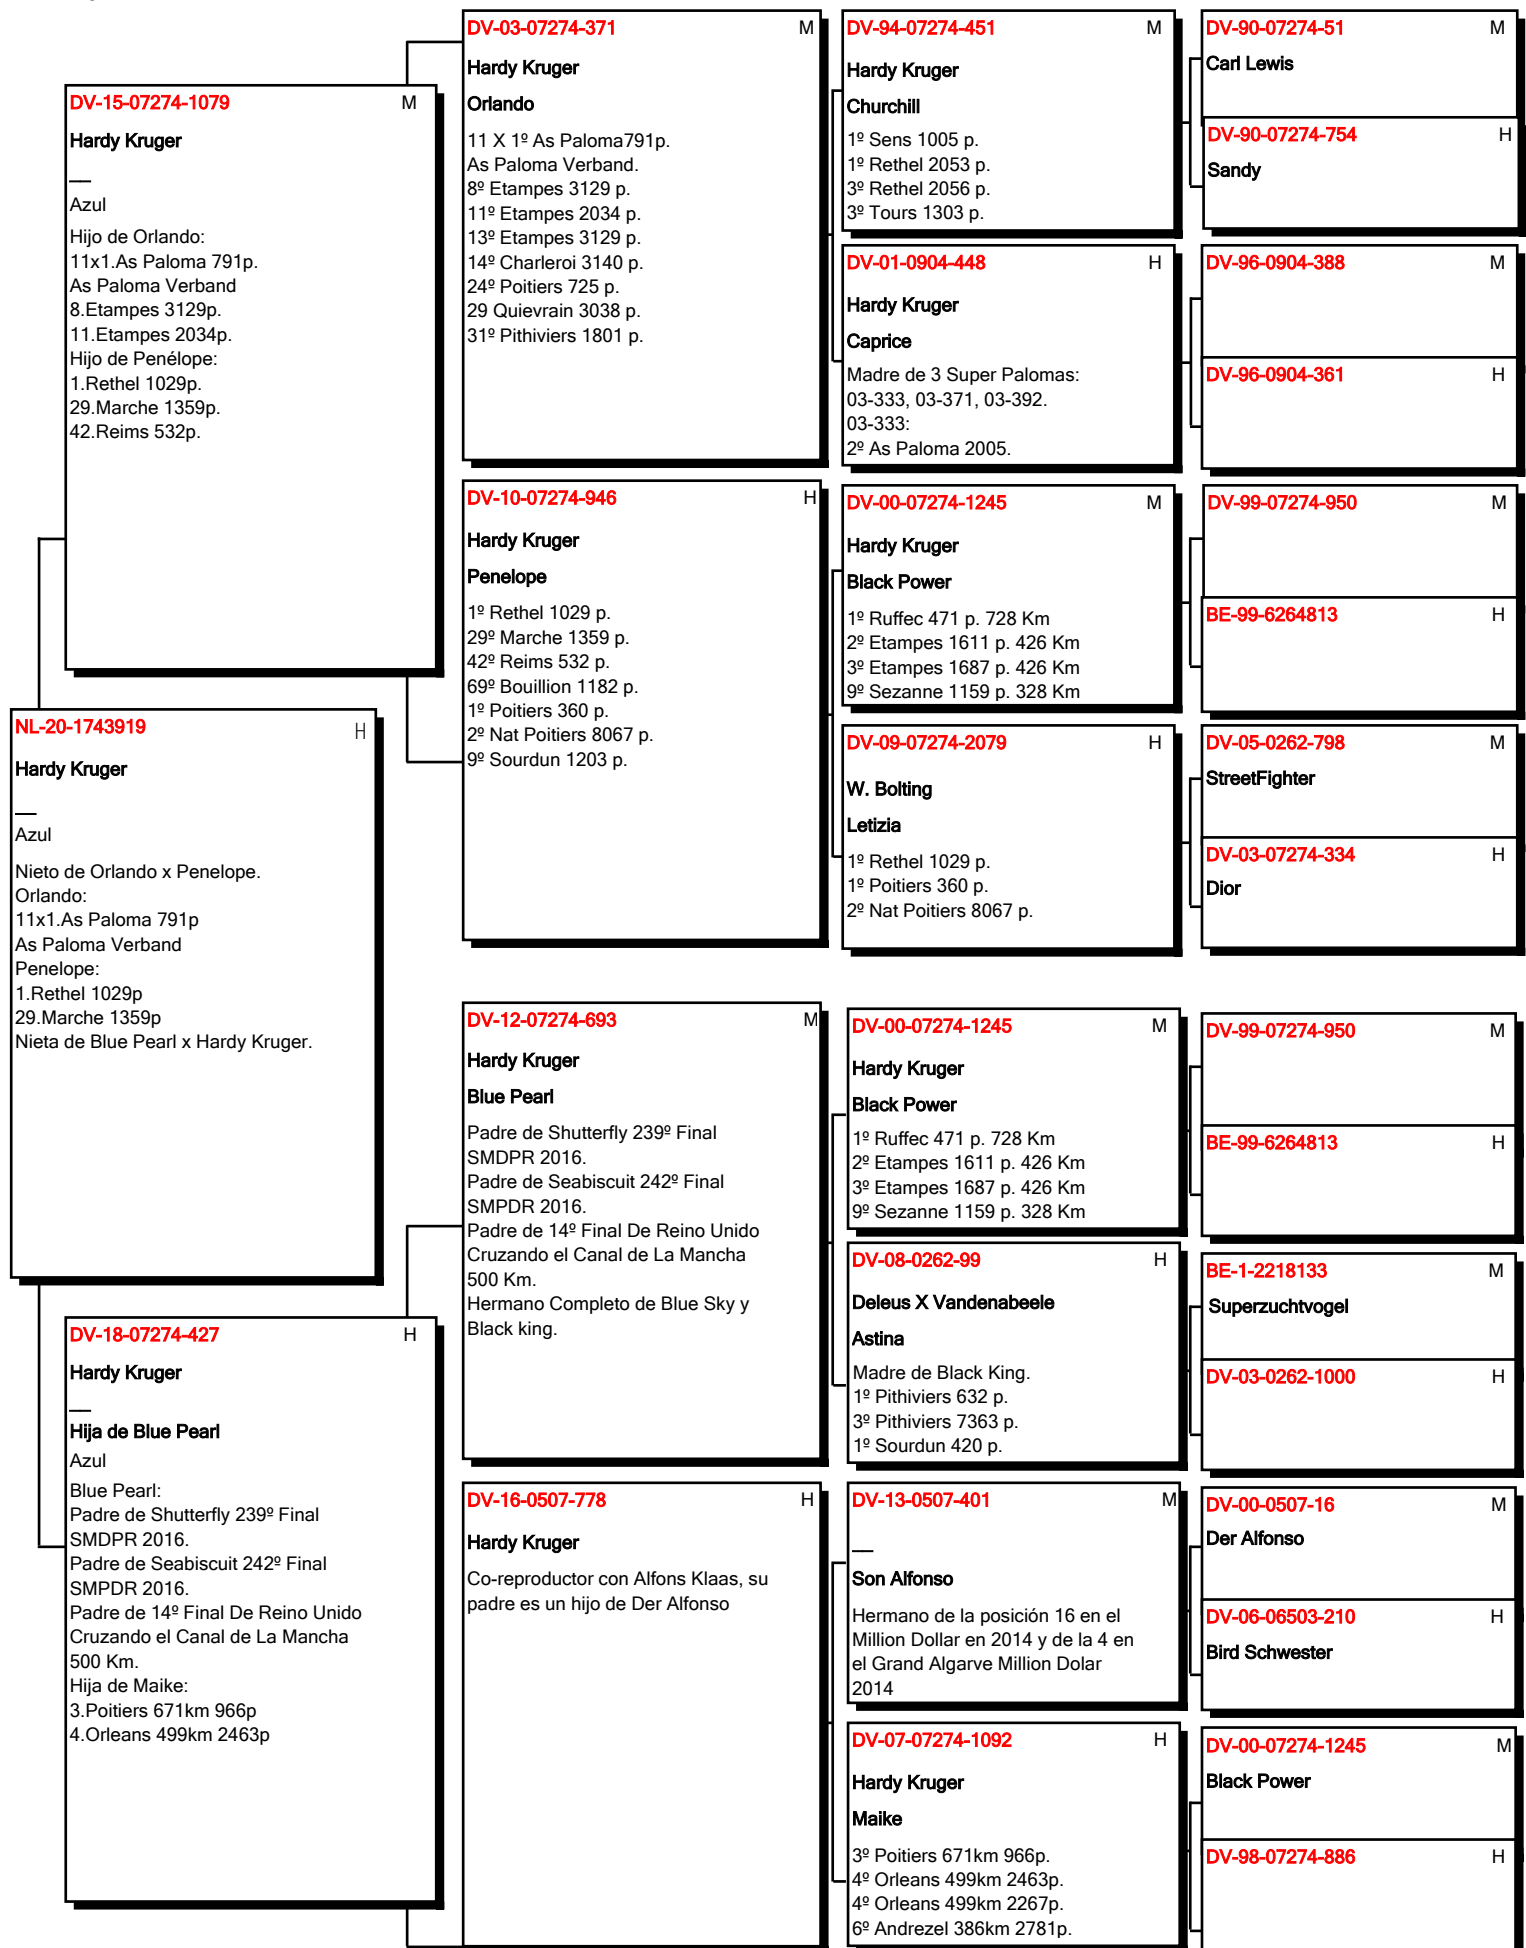 NL-20-1743919 H
Hardy Kruger
__
Azul
Nieto de Orlando x Penelope.
Orlando:
11x1.As Paloma 791p
As Paloma Verband
Penelope:
1.Rethel 1029p
29.Marche 1359p
Nieta de Blue Pearl x Hardy Kruger.
DV-15-07274-1079 M
Hardy Kruger
__
Azul
Hijo de Orlando:
11x1.As Paloma 791p.
As Paloma Verband
8.Etampes 3129p.
11.Etampes 2034p.
Hijo de Penélope:
1.Rethel 1029p.
29.Marche 1359p.
42.Reims 532p.
DV-18-07274-427 H
Hardy Kruger
__
Hija de Blue Pearl
Azul
Blue Pearl:
Padre de Shutterfly 239º Final
SMDPR 2016.
Padre de Seabiscuit 242º Final
SMPDR 2016.
Padre de 14º Final De Reino Unido
Cruzando el Canal de La Mancha
500 Km.
Hija de Maike:
3.Poitiers 671km 966p
4.Orleans 499km 2463p
DV-03-07274-371 M
Hardy Kruger
Orlando
11 X 1º As Paloma791p.
As Paloma Verband.
8º Etampes 3129 p.
11º Etampes 2034 p.
13º Etampes 3129 p.
14º Charleroi 3140 p.
24º Poitiers 725 p.
29 Quievrain 3038 p.
31º Pithiviers 1801 p.
DV-10-07274-946 H
Hardy Kruger
Penelope
1º Rethel 1029 p.
29º Marche 1359 p.
42º Reims 532 p.
69º Bouillion 1182 p.
1º Poitiers 360 p.
2º Nat Poitiers 8067 p.
9º Sourdun 1203 p.
DV-12-07274-693 M
Hardy Kruger
Blue Pearl
Padre de Shutterfly 239º Final
SMDPR 2016.
Padre de Seabiscuit 242º Final
SMPDR 2016.
Padre de 14º Final De Reino Unido
Cruzando el Canal de La Mancha
500 Km.
Hermano Completo de Blue Sky y
Black king.
DV-16-0507-778 H
Hardy Kruger
Co-reproductor con Alfons Klaas, su
padre es un hijo de Der Alfonso
DV-94-07274-451 M
Hardy Kruger
Churchill
1º Sens 1005 p.
1º Rethel 2053 p.
3º Rethel 2056 p.
3º Tours 1303 p.
DV-01-0904-448 H
Hardy Kruger
Caprice
Madre de 3 Super Palomas:
03-333, 03-371, 03-392.
03-333:
2º As Paloma 2005.
DV-00-07274-1245 M
Hardy Kruger
Black Power
1º Ruffec 471 p. 728 Km
2º Etampes 1611 p. 426 Km
3º Etampes 1687 p. 426 Km
9º Sezanne 1159 p. 328 Km
DV-09-07274-2079 H
W. Bolting
Letizia
1º Rethel 1029 p.
1º Poitiers 360 p.
2º Nat Poitiers 8067 p.
DV-00-07274-1245 M
Hardy Kruger
Black Power
1º Ruffec 471 p. 728 Km
2º Etampes 1611 p. 426 Km
3º Etampes 1687 p. 426 Km
9º Sezanne 1159 p. 328 Km
DV-08-0262-99 H
Deleus X Vandenabeele
Astina
Madre de Black King.
1º Pithiviers 632 p.
3º Pithiviers 7363 p.
1º Sourdun 420 p.
DV-13-0507-401 M
__
Son Alfonso
Hermano de la posición 16 en el
Million Dollar en 2014 y de la 4 en
el Grand Algarve Million Dolar
2014
DV-07-07274-1092 H
Hardy Kruger
Maike
3º Poitiers 671km 966p.
4º Orleans 499km 2463p.
4º Orleans 499km 2267p.
6º Andrezel 386km 2781p.
DV-90-07274-51 M
Carl Lewis
DV-90-07274-754 H
Sandy
DV-96-0904-388 M
DV-96-0904-361 H
DV-99-07274-950 M
BE-99-6264813 H
DV-05-0262-798 M
StreetFighter
DV-03-07274-334 H
Dior
DV-99-07274-950 M
BE-99-6264813 H
BE-1-2218133 M
Superzuchtvogel
DV-03-0262-1000 H
DV-00-0507-16 M
Der Alfonso
DV-06-06503-210 H
Bird Schwester
DV-00-07274-1245 M
Black Power
DV-98-07274-886 H